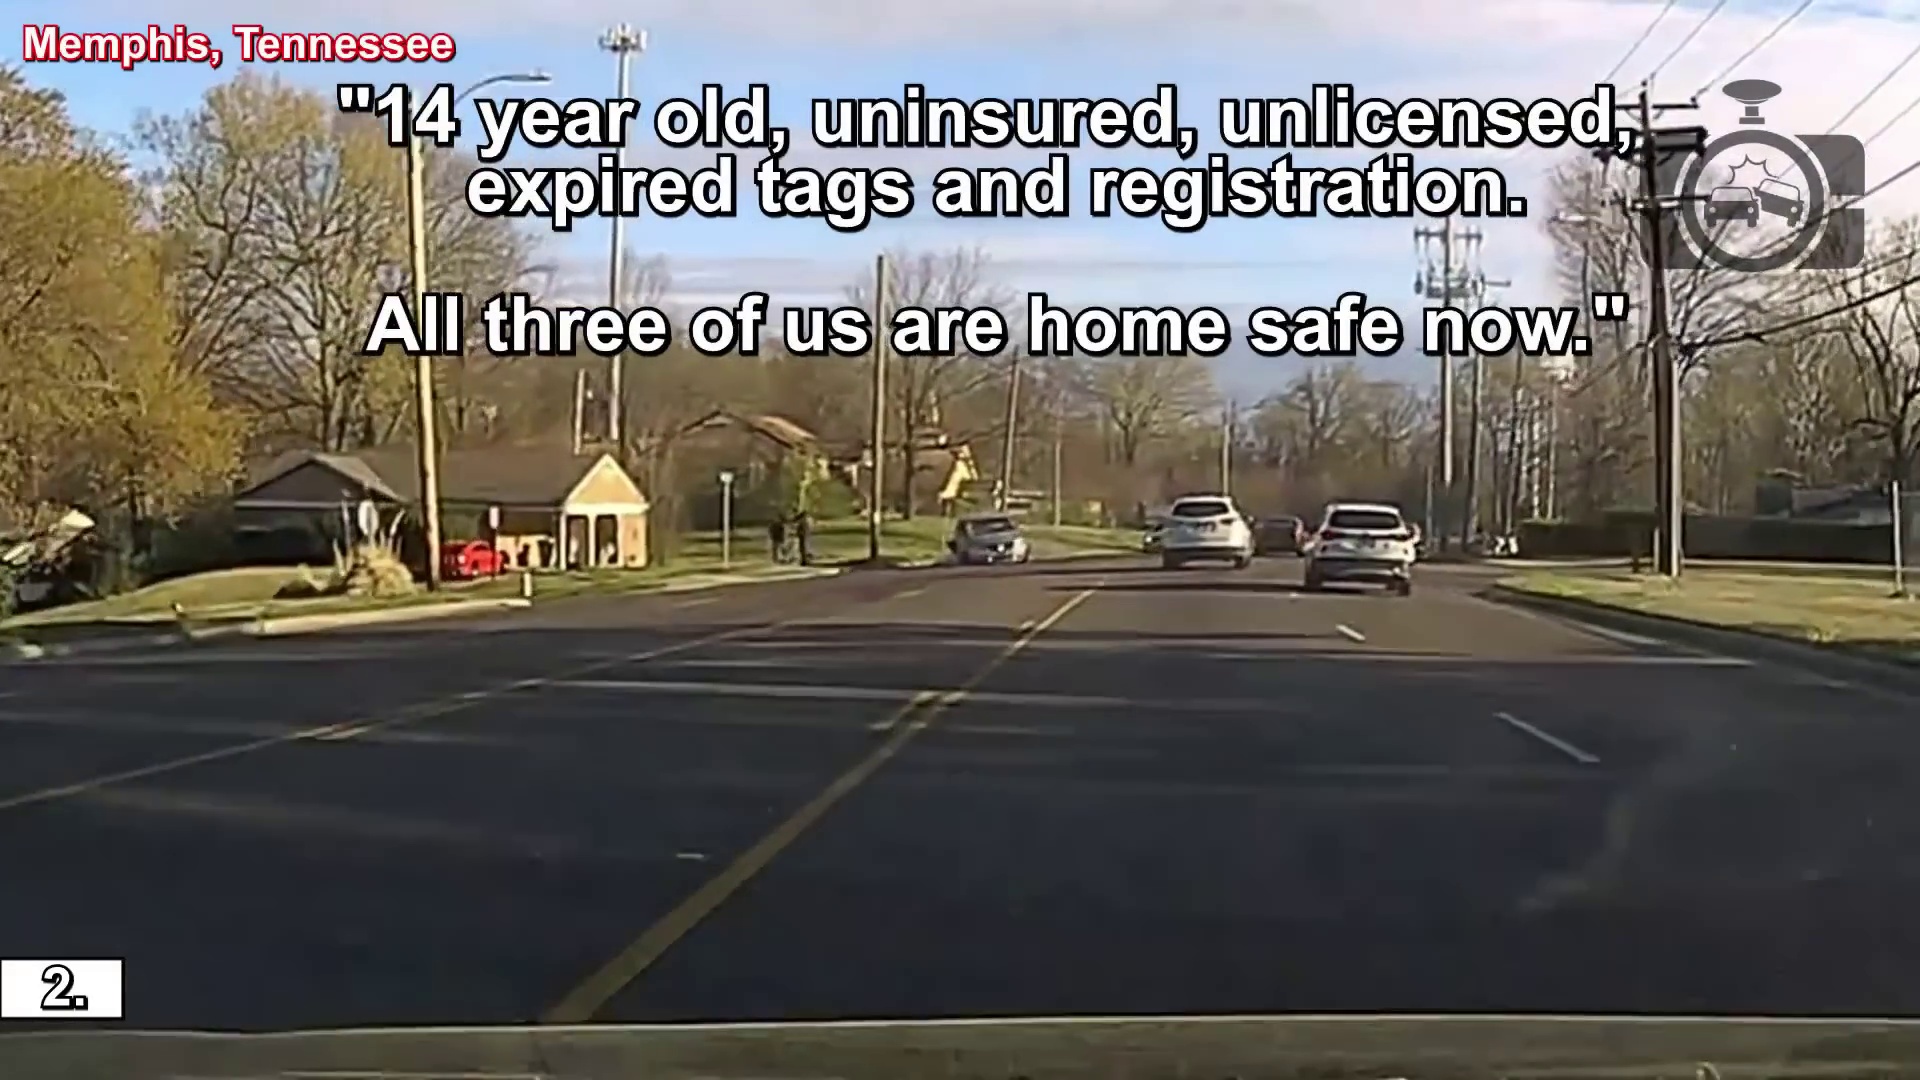 Memphis, Tennessee
"14 year old, uninsured, unlicensed,
expired tags and registration.
All three of us are home safe now."
2.